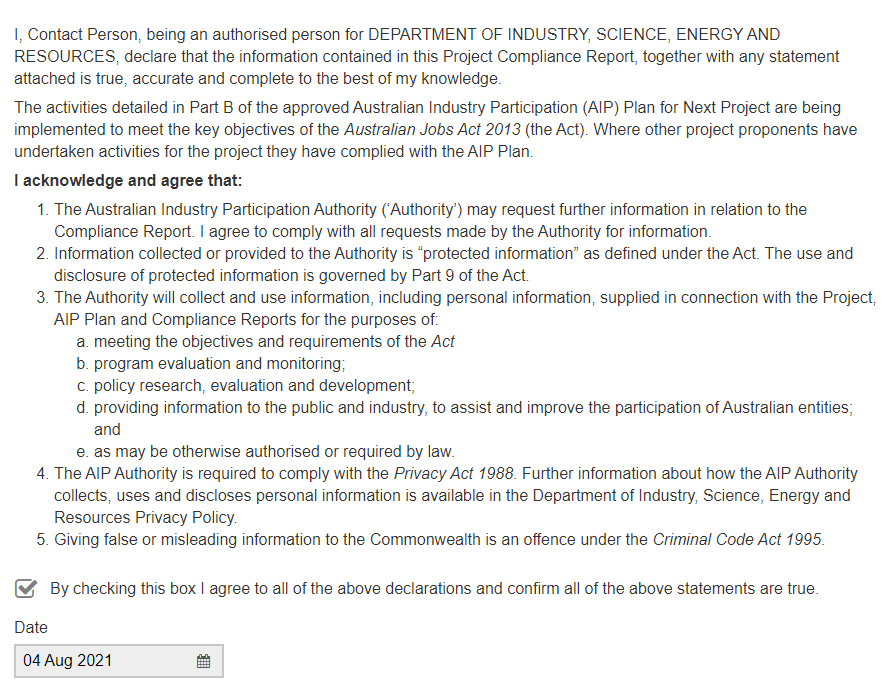 I, Contact Person, being an authorised person for DEPARTMENT OF INDUSTRY, SCIENCE, ENERGY AND
RESOURCES, declare that the information contained in this Project Compliance Report, together with any statement
attached is true, accurate and complete to the best of my knowledge.
The activities detailed in Part B of the approved Australian Industry Participation (AIP) Plan for Next Project are being
implemented to meet the key objectives of the Australian Jobs Act 2013 (the Act). Where other project proponents have
undertaken activities for the project they have complied with the AIP Plan.
I acknowledge and agree that:
1. The Australian Industry Participation Authority (‘Authority’) may request further information in relation to the
Compliance Report. I agree to comply with all requests made by the Authority for information.
2. Information collected or provided to the Authority is “protected information” as defined under the Act. The use and
disclosure of protected information is governed by Part 9 of the Act.
3. The Authority will collect and use information, including personal information, supplied in connection with the Project,
AIP Plan and Compliance Reports for the purposes of:
a. meeting the objectives and requirements of the Act
b. program evaluation and monitoring;
c. policy research, evaluation and development;
d. providing information to the public and industry, to assist and improve the participation of Australian entities;
and
e. as may be otherwise authorised or required by law.
4. The AIP Authority is required to comply with the Privacy Act 1988. Further information about how the AIP Authority
collects, uses and discloses personal information is available in the Department of Industry, Science, Energy and
Resources Privacy Policy.
5. Giving false or misleading information to the Commonwealth is an offence under the Criminal Code Act 1995.
By checking this box I agree to all of the above declarations and confirm all of the above statements are true.
Date
04 Aug 2021